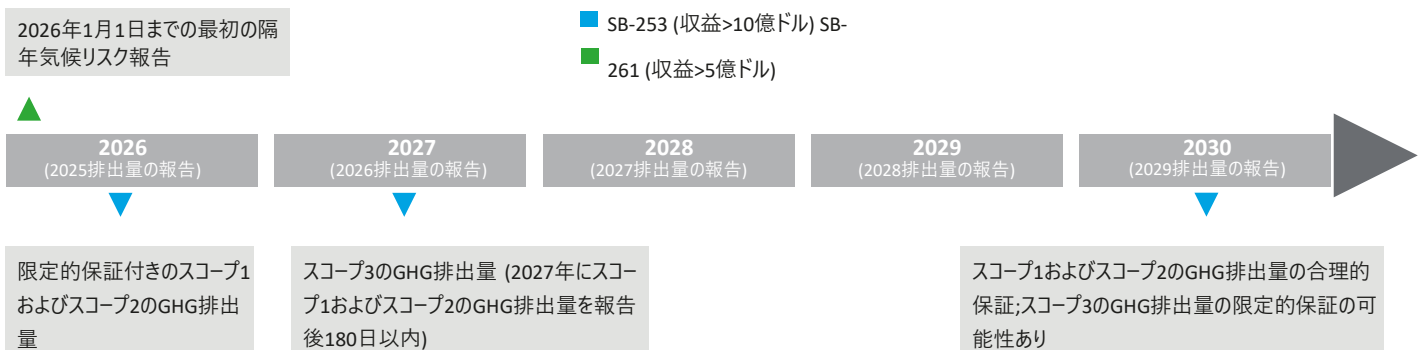 2026年1月1日までの最初の隔
年気候リスク報告
SB-253 (収益>10億ドル) SB-
261 (収益>5億ドル)
2026
(2025排出量の報告)
2027
(2026排出量の報告)
2028
(2027排出量の報告)
2029
(2028排出量の報告)
2030
(2029排出量の報告)
限定的保証付きのスコープ1
およびスコープ2のGHG排出
量
スコープ3のGHG排出量 (2027年にスコー
プ1およびスコープ2のGHG排出量を報告
後180日以内)
スコープ1およびスコープ2のGHG排出量の合理的
保証;スコープ3のGHG排出量の限定的保証の可
能性あり